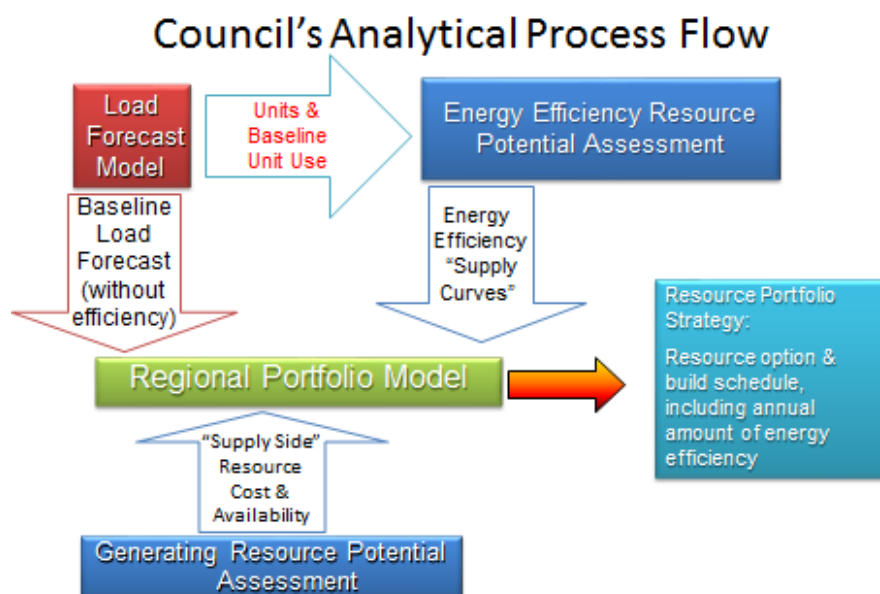 Council's Analytical Process Flow
Load
Forecast
Model
Units &
Baseline
Unit Use
Energy Efficiency Resource
Potential Assessment
Baseline
Load
Forecast
(without
efficiency)
Energy
Efficiency
“Supply
Curves”
Resource Portfolio
Strategy:
Resource option &
build schedule,
including annual
amount of energy
efficiency
Regional Portfolio Model
“Supply Side”
Resource
Cost &
Availability
Generating Resource Potential
Assessment